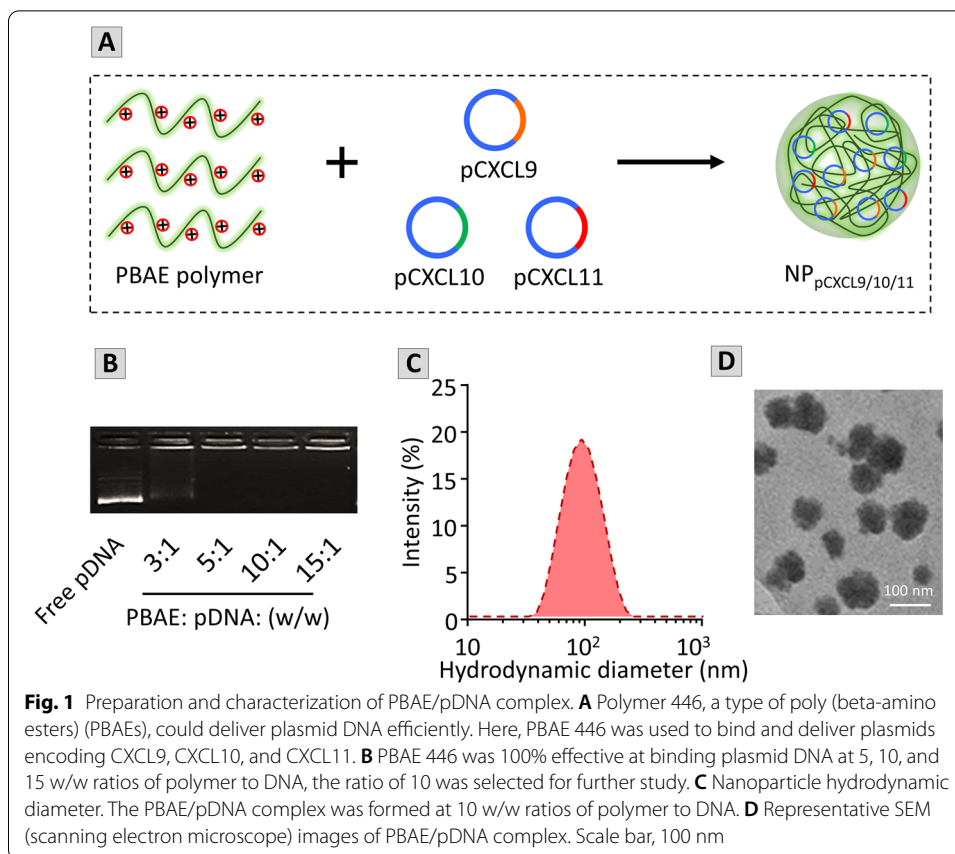 A
PBAE polymer
+
pCXCL9
pCXCL10
pCXCL11
NPpCXCL9/10/11
B
Free pDNA
3:1
5:1
10:1
15:1
PBAE: pDNA: (w/w)
C
25
20
15
10
5
0
Intensity (%)
10
10²
10³
Hydrodynamic diameter (nm)
D
100 nm
Fig. 1 Preparation and characterization of PBAE/pDNA complex. A Polymer 446, a type of poly (beta-amino
esters) (PBAEs), could deliver plasmid DNA efficiently. Here, PBAE 446 was used to bind and deliver plasmids
encoding CXCL9, CXCL10, and CXCL11. B PBAE 446 was 100% effective at binding plasmid DNA at 5, 10, and
15 w/w ratios of polymer to DNA, the ratio of 10 was selected for further study. C Nanoparticle hydrodynamic
diameter. The PBAE/pDNA complex was formed at 10 w/w ratios of polymer to DNA. D Representative SEM
(scanning electron microscope) images of PBAE/pDNA complex. Scale bar, 100 nm